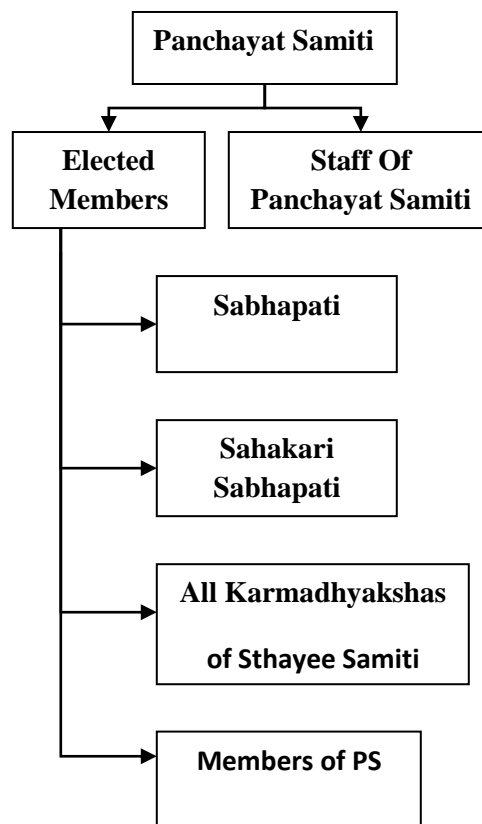 Panchayat Samiti
Elected
Members
Staff Of
Panchayat Samiti
Sabhapati
Sahakari
Sabhapati
All Karmadhyakshas
of Sthayee Samiti
Members of PS